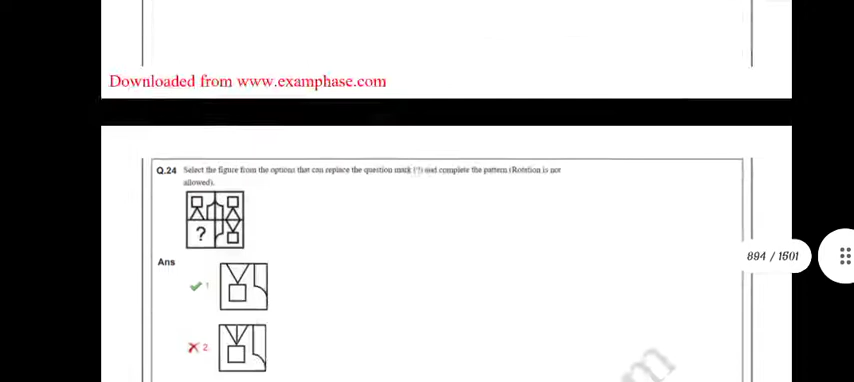 Downloaded from www.examphase.com
Q.24 Select the figure from the options that can replace the question mark (?) and complete the pattern (Rotation is not
allowed).
?
Ans
1
894 / 1501
2
m